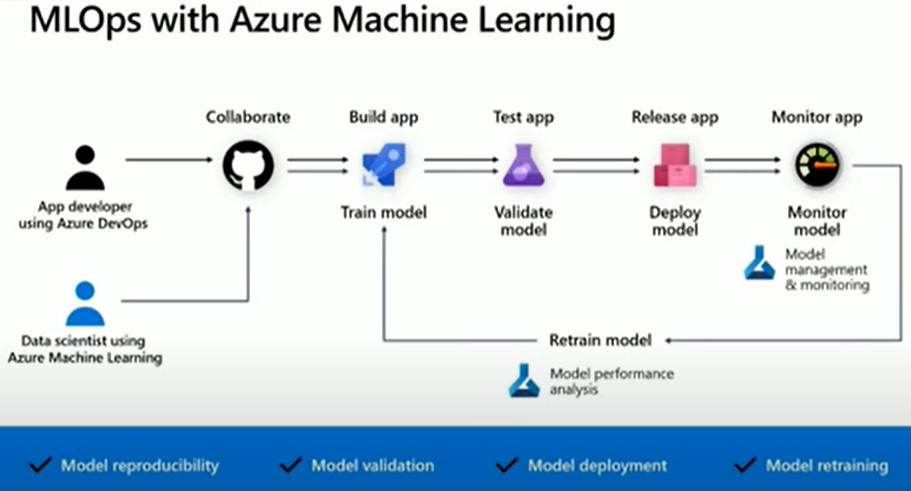 MLOps with Azure Machine Learning
Collaborate
Build app
Test app
Release app
Monitor app
App developer
using Azure DevOps
Train model
Validate
model
Deploy
model
Monitor
model
Model
management
& monitoring
Data scientist using
Azure Machine Learning
Retrain model
Model performance
analysis
Model reproducibility
Model validation
Model deployment
Model retraining